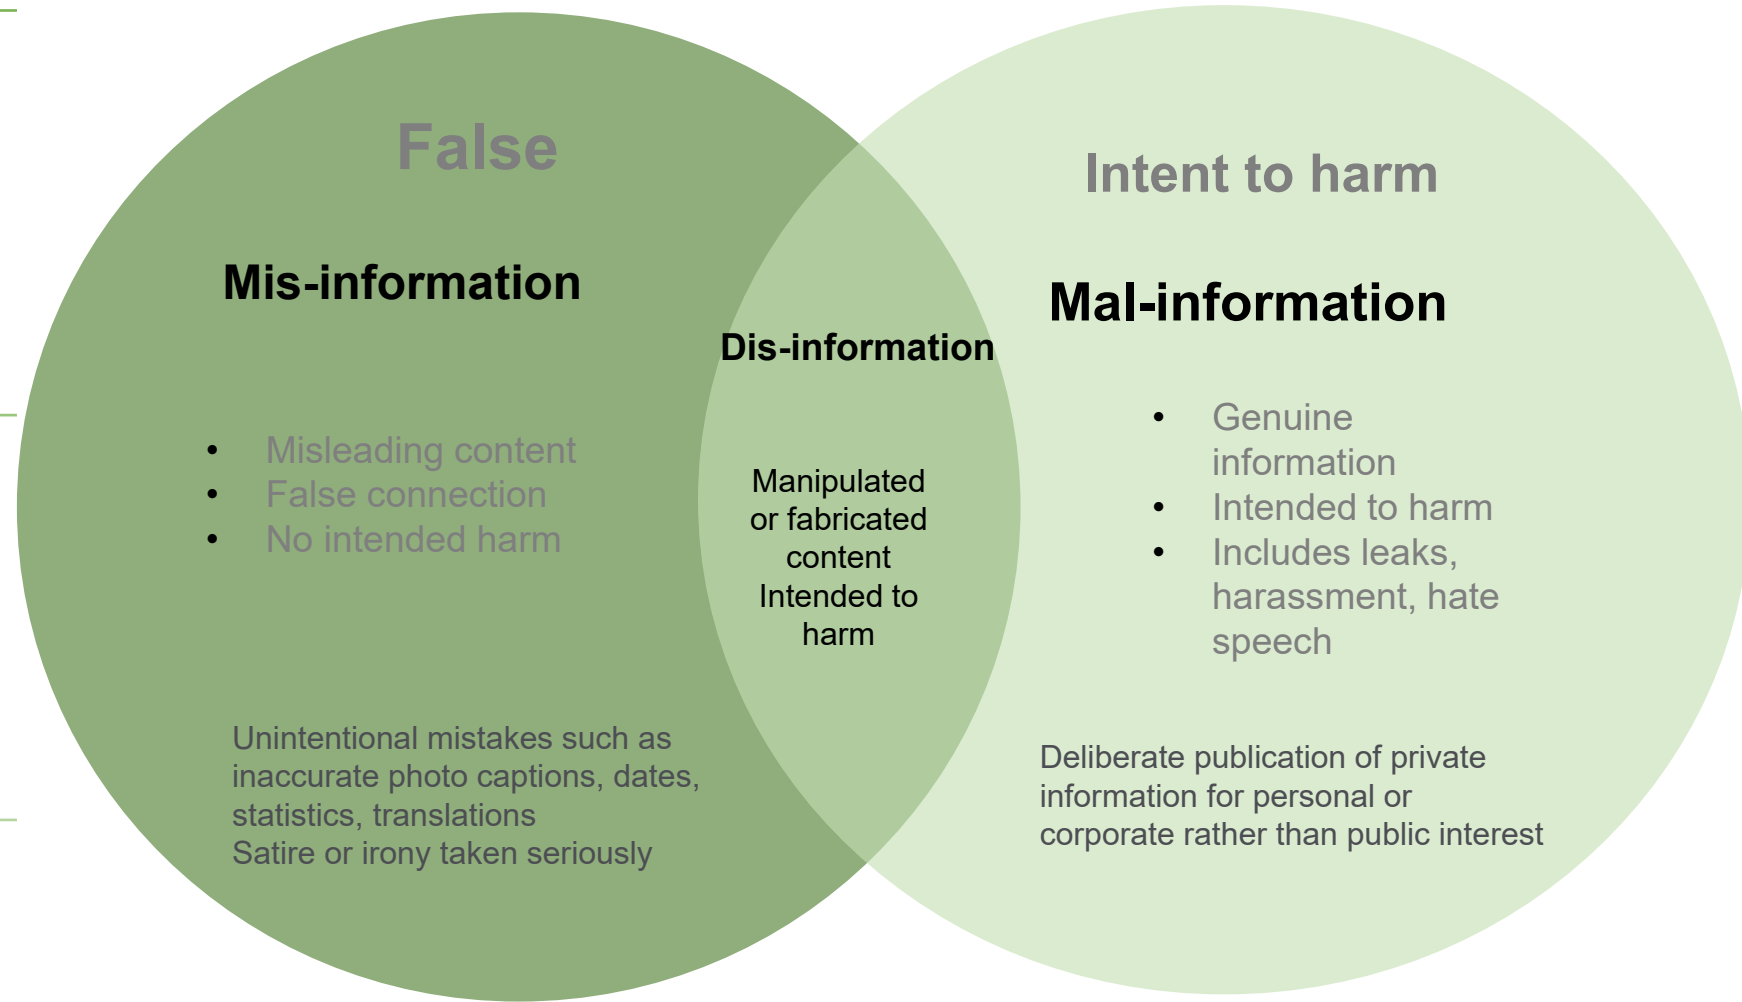 False
Mis-information
• Misleading content
• False connection
• No intended harm
Unintentional mistakes such as
inaccurate photo captions, dates,
statistics, translations
Satire or irony taken seriously
Dis-information
Manipulated
or fabricated
content
Intended to
harm
Intent to harm
Mal-information
• Genuine
information
• Intended to harm
• Includes leaks,
harassment, hate
speech
Deliberate publication of private
information for personal or
corporate rather than public interest